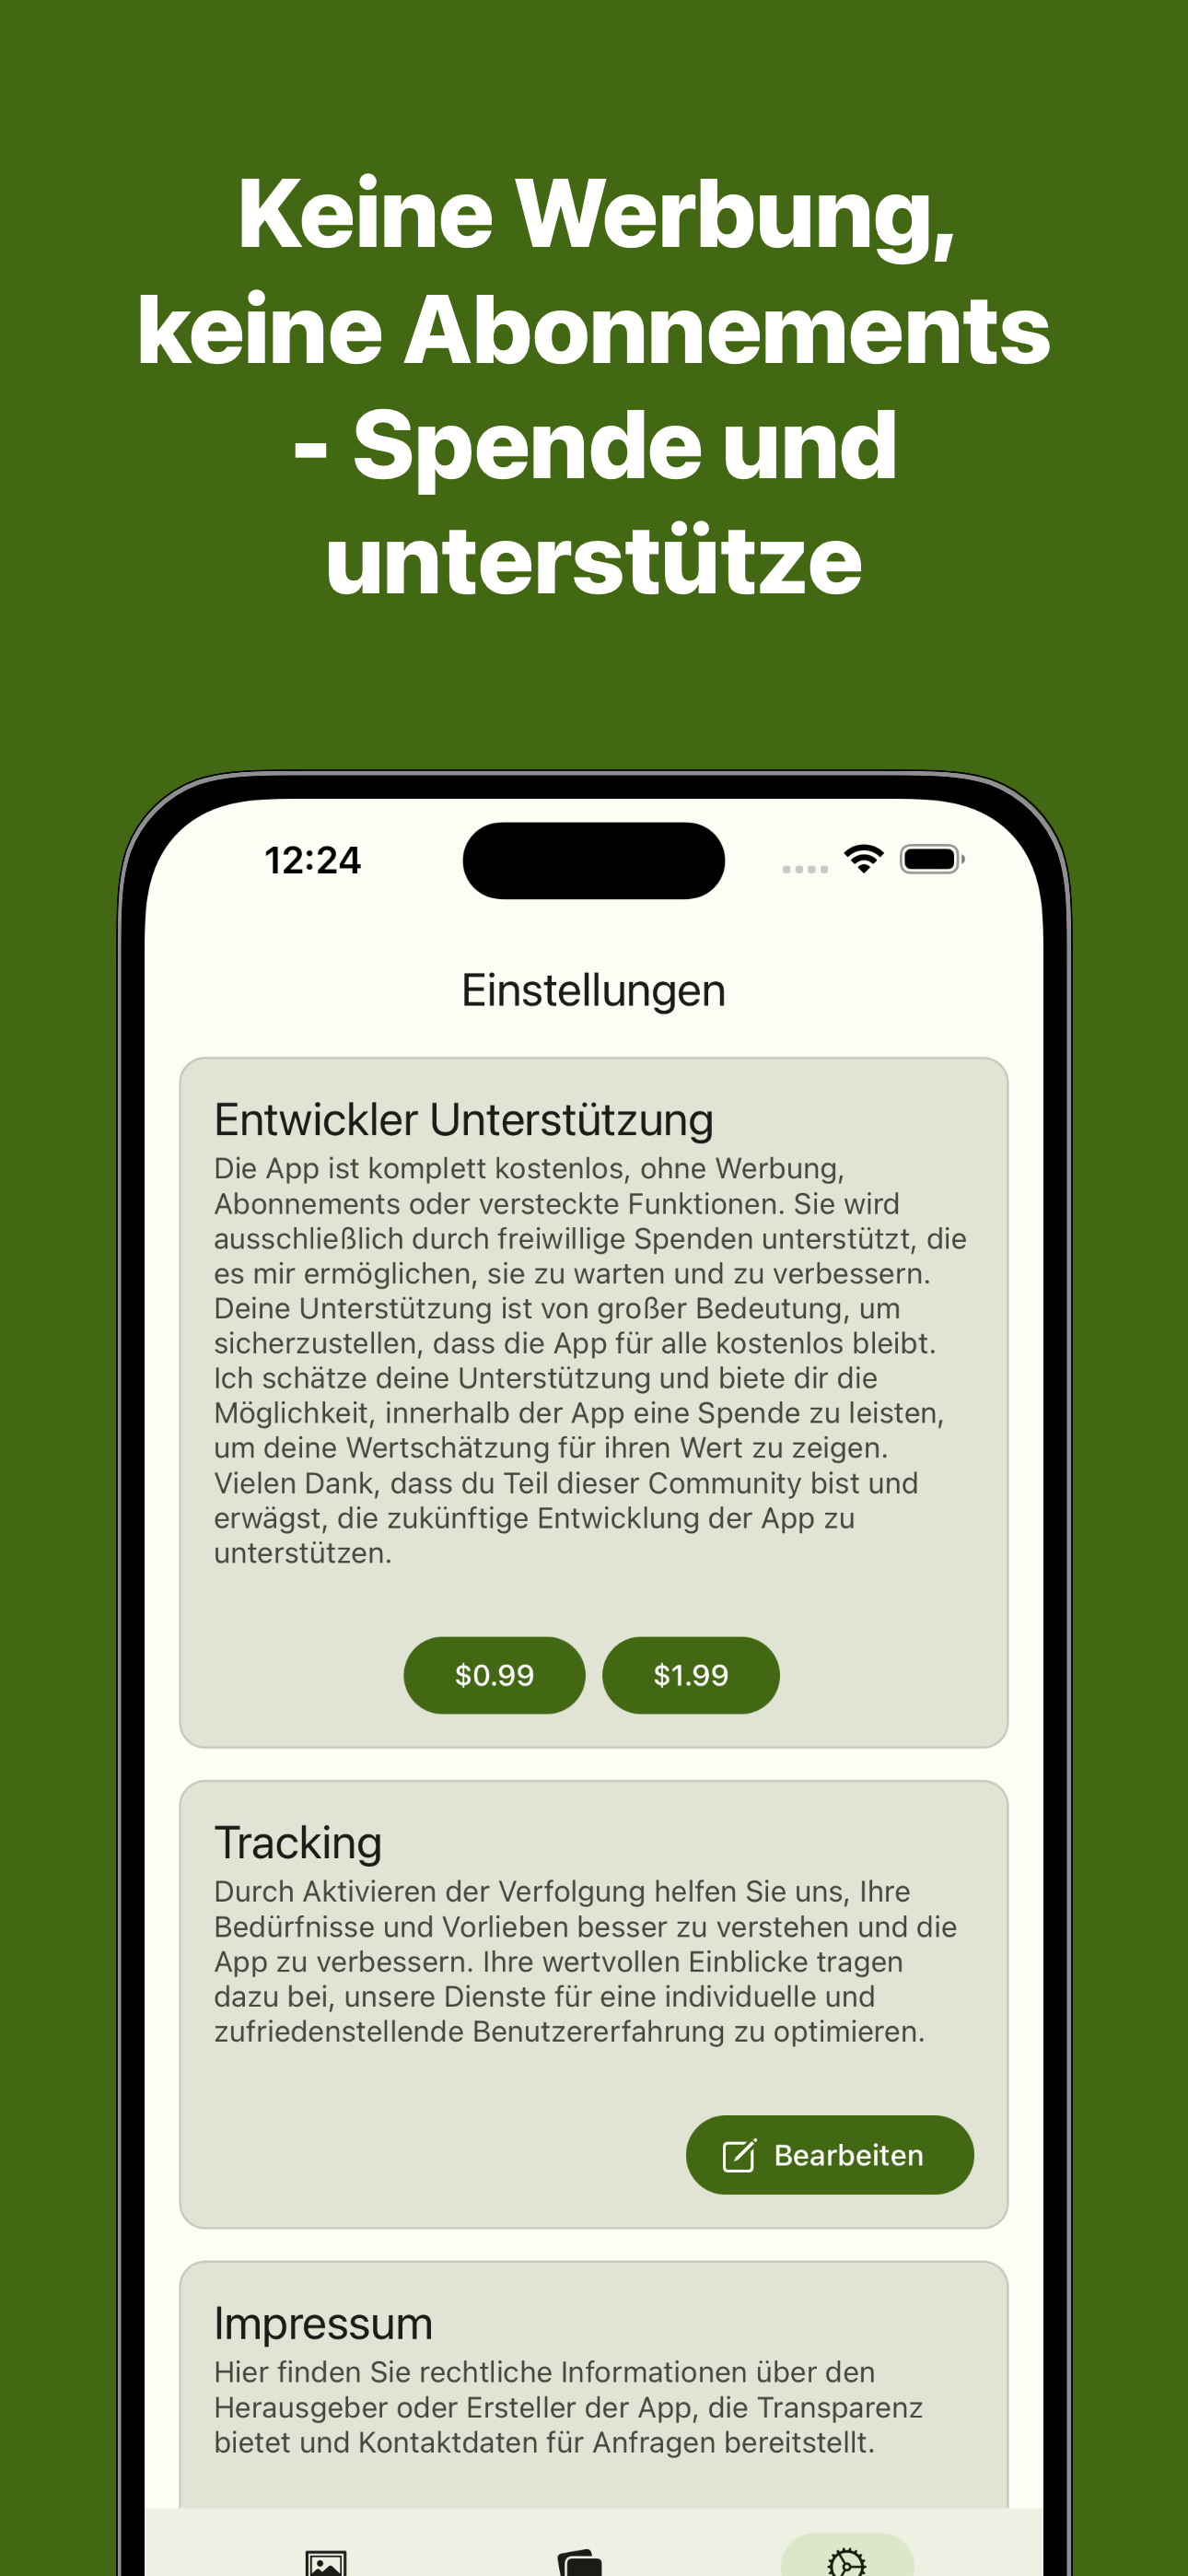 Keine Werbung,
keine Abonnements
- Spende und
unterstütze
12:24
Einstellungen
Entwickler Unterstützung
Die App ist komplett kostenlos, ohne Werbung,
Abonnements oder versteckte Funktionen. Sie wird
ausschließlich durch freiwillige Spenden unterstützt, die
es mir ermöglichen, sie zu warten und zu verbessern.
Deine Unterstützung ist von großer Bedeutung, um
sicherzustellen, dass die App für alle kostenlos bleibt.
Ich schätze deine Unterstützung und biete dir die
Möglichkeit, innerhalb der App eine Spende zu leisten,
um deine Wertschätzung für ihren Wert zu zeigen.
Vielen Dank, dass du Teil dieser Community bist und
erwägst, die zukünftige Entwicklung der App zu
unterstützen.
$0.99 $1.99
Tracking
Durch Aktivieren der Verfolgung helfen Sie uns, Ihre
Bedürfnisse und Vorlieben besser zu verstehen und die
App zu verbessern. Ihre wertvollen Einblicke tragen
dazu bei, unsere Dienste für eine individuelle und
zufriedenstellende Benutzererfahrung zu optimieren.
Bearbeiten
Impressum
Hier finden Sie rechtliche Informationen über den
Herausgeber oder Ersteller der App, die Transparenz
bietet und Kontaktdaten für Anfragen bereitstellt.